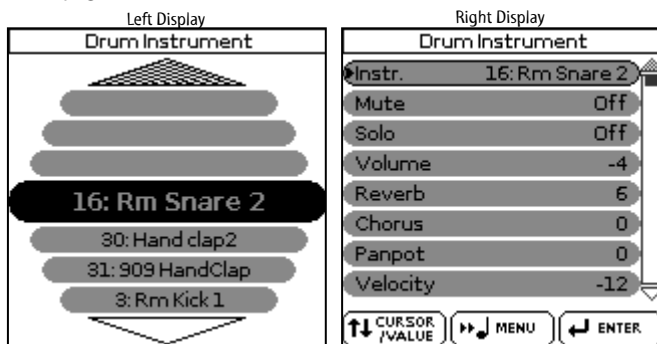 Left Display
Drum Instrument
16: Rm Snare 2
30: Hand clap2
31: 909 HandClap
3: Rm Kick 1
Right Display
Drum Instrument
Instr. 16: Rm Snare 2
Mute Off
Solo Off
Volume -4
Reverb 6
Chorus 0
Panpot 0
Velocity -12
CURSOR
/VALUE
MENU
ENTER